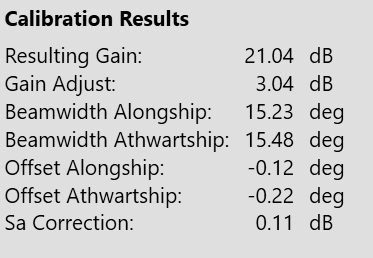 Calibration Results
Resulting Gain: 21.04 dB
Gain Adjust: 3.04 dB
Beamwidth Alongship: 15.23 deg
Beamwidth Athwartship: 15.48 deg
Offset Alongship: -0.12 deg
Offset Athwartship: -0.22 deg
Sa Correction: 0.11 dB